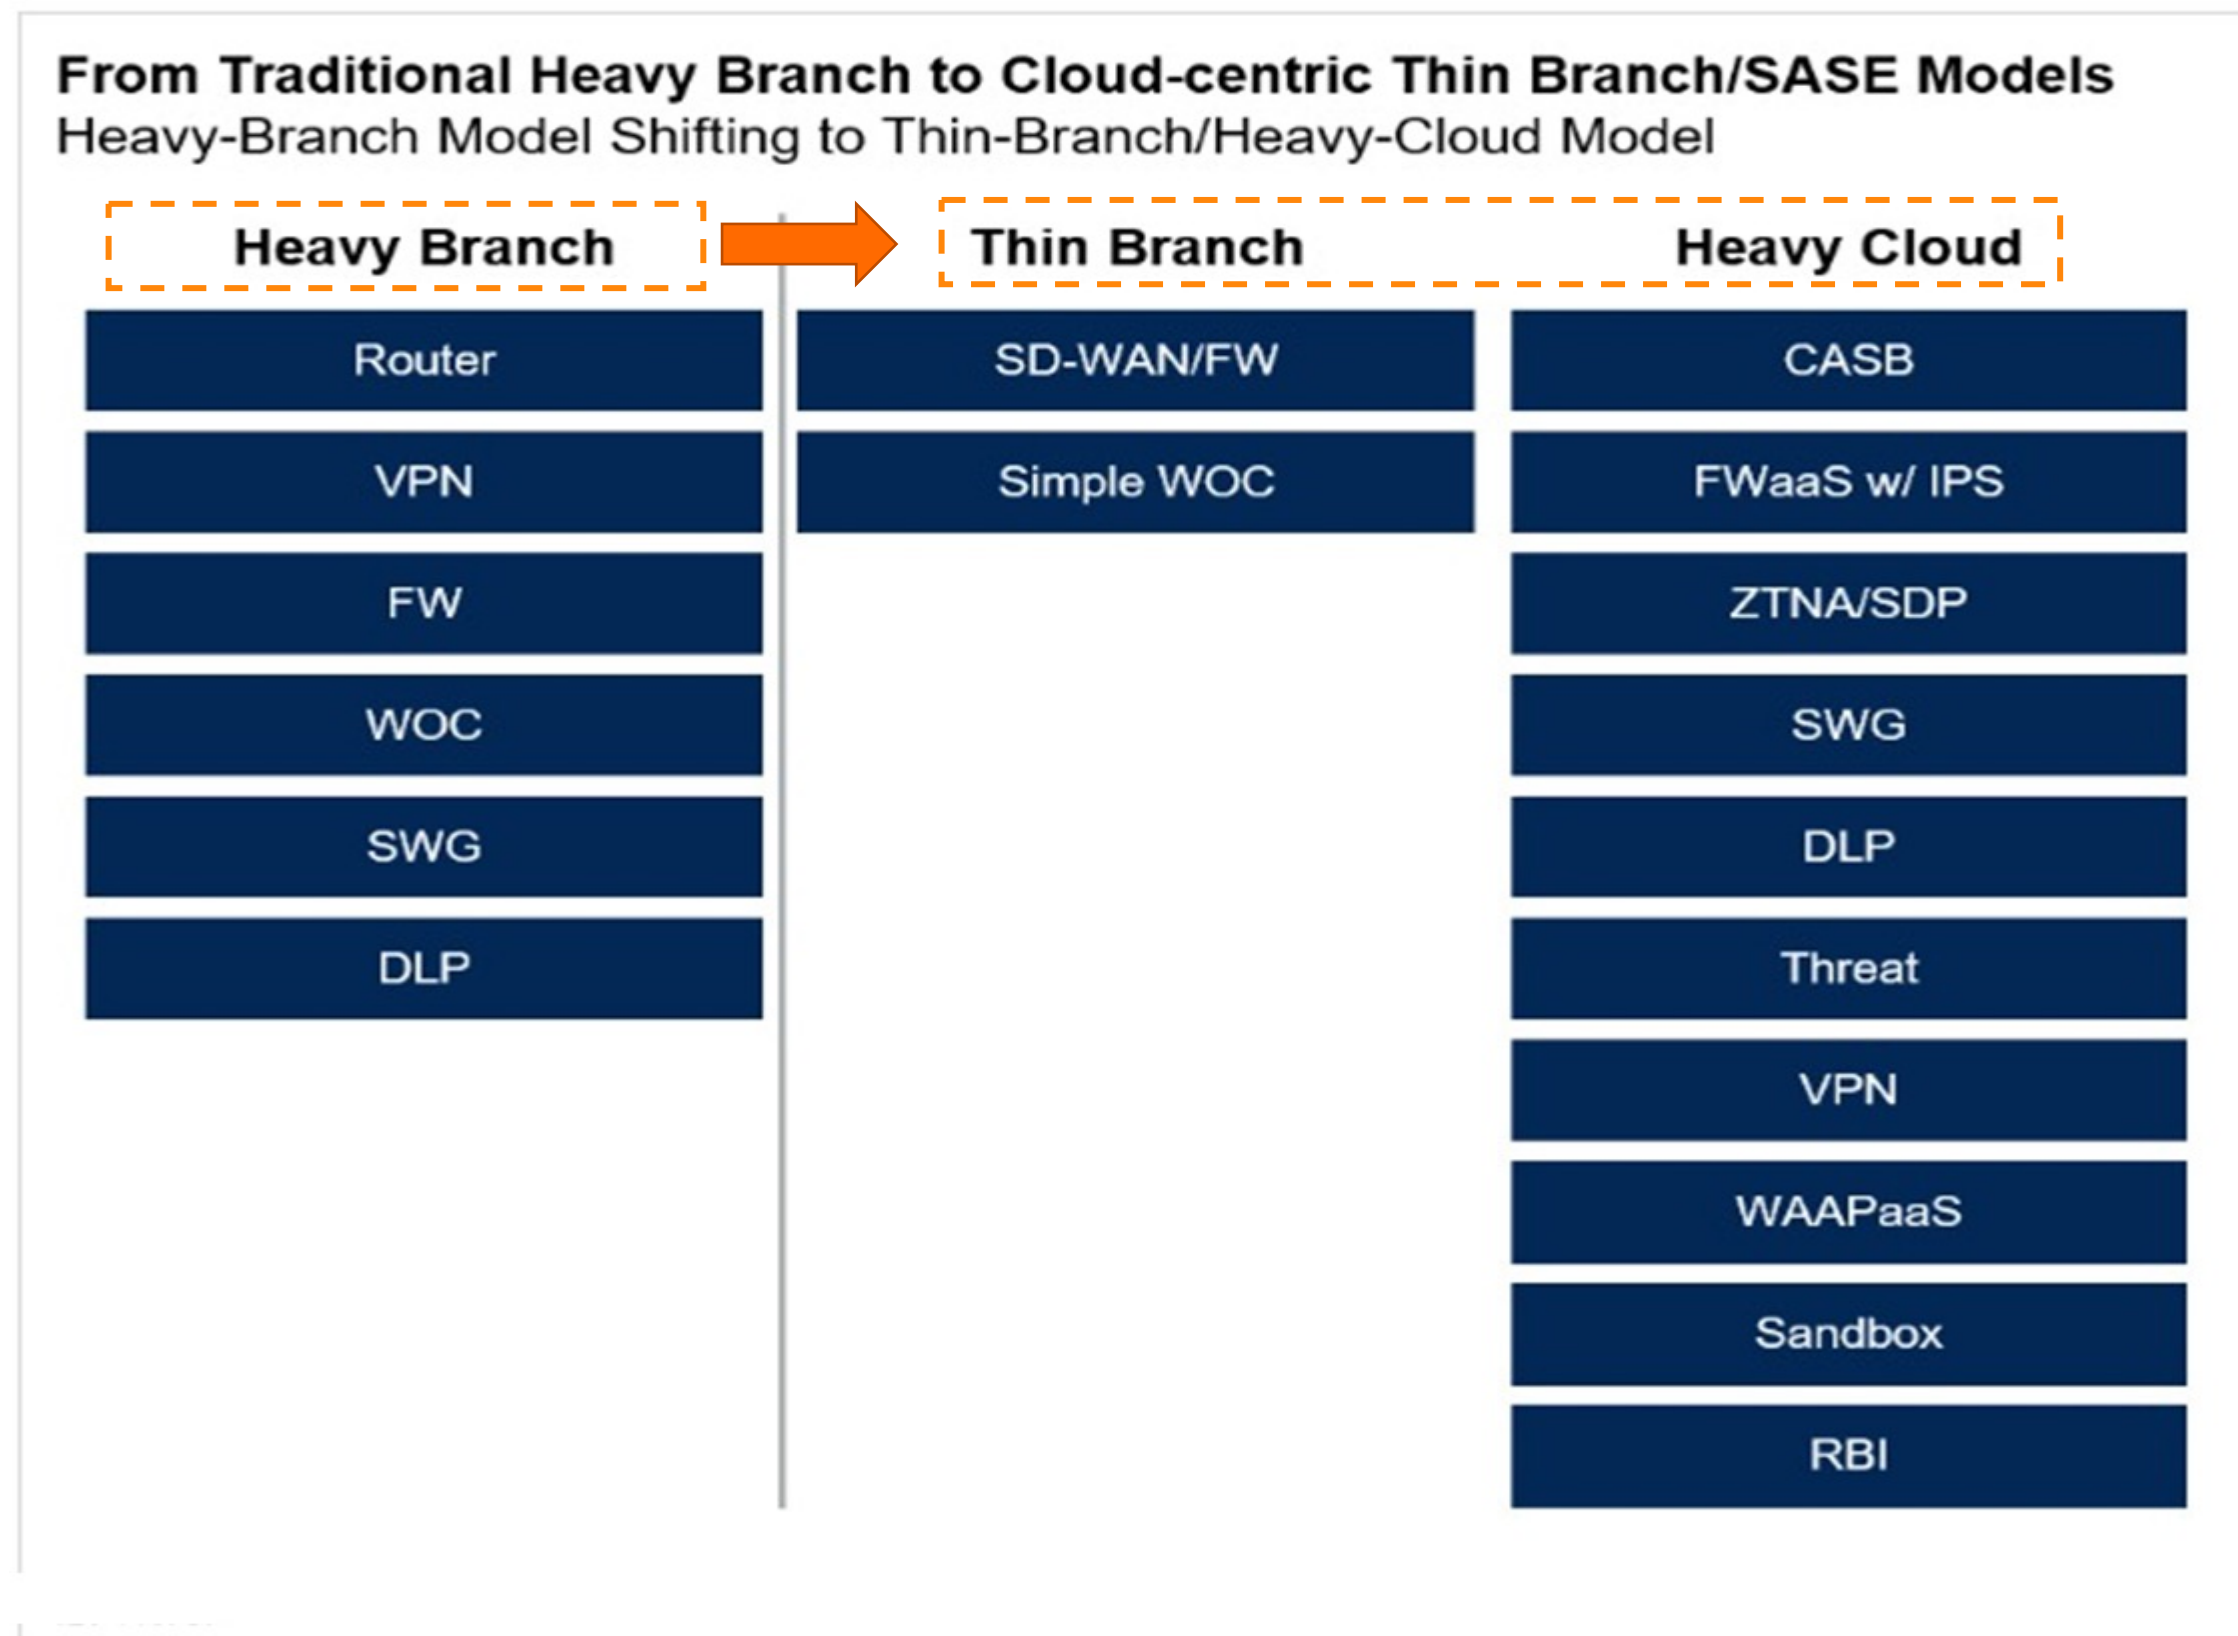 From Traditional Heavy Branch to Cloud-centric Thin Branch/SASE Models
Heavy-Branch Model Shifting to Thin-Branch/Heavy-Cloud Model
Heavy Branch
Thin Branch
Heavy Cloud
Router
VPN
FW
WOC
SWG
DLP
SD-WAN/FW
Simple WOC
CASB
FWaaS w/ IPS
ZTNA/SDP
SWG
DLP
Threat
VPN
WAAPaaS
Sandbox
RBI